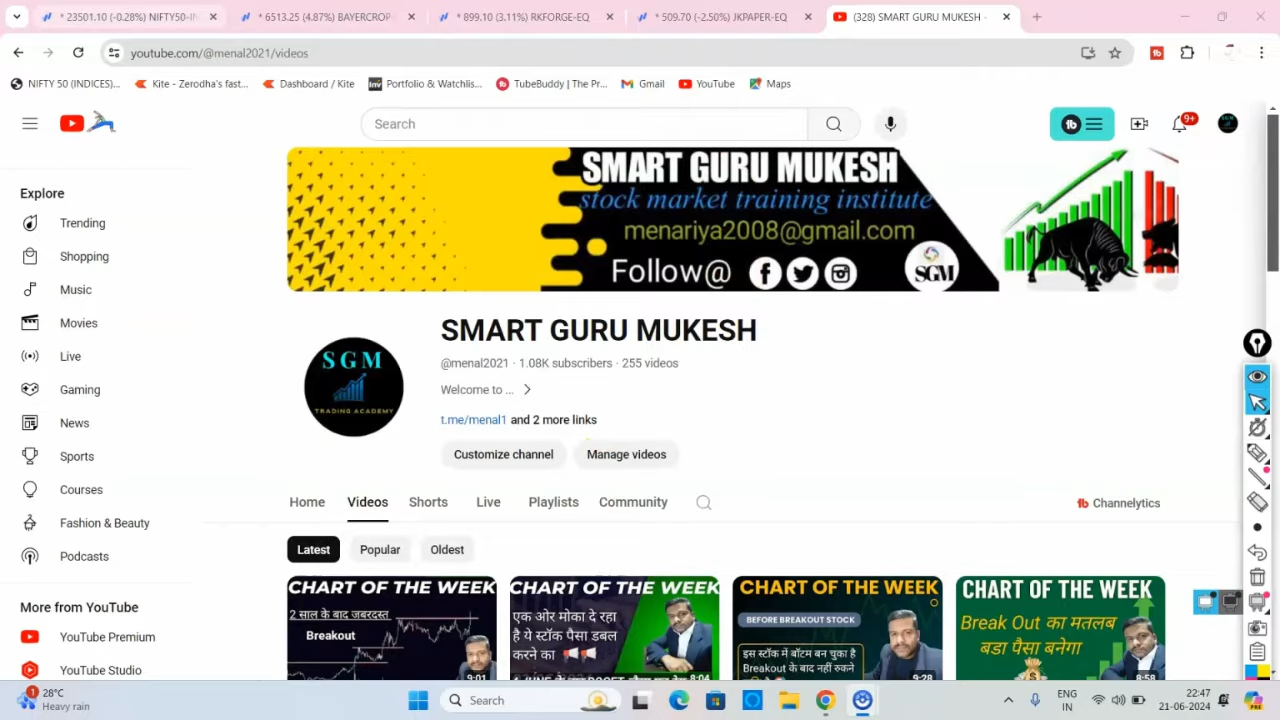 * 23501.10 (-0.28%) NIFTY50-IN
* 6513.25 (4.87%) BAYERCROP
* 899.10 (3.11%) RKFORGE-EQ
* 509.70 (-2.50%) JKPAPER-EQ
(328) SMART GURU MUKESH -
youtube.com/@menal2021/videos
NIFTY 50 (INDICES)...
Kite - Zerodha's fast...
Dashboard / Kite
inv Portfolio & Watchlis...
TubeBuddy | The Pr...
Gmail
YouTube
Maps
Search
9+
SMART GURU MUKESH
stock market training institute
menariya2008@gmail.com
Follow@
SGM
Explore
Trending
Shopping
Music
Movies
Live
Gaming
News
Sports
Courses
Fashion & Beauty
Podcasts
More from YouTube
YouTube Premium
YouTube Studio
SGM
TRADING ACADEMY
SMART GURU MUKESH
@menal2021 · 1.08K subscribers · 255 videos
Welcome to ...
t.me/menal1 and 2 more links
Customize channel
Manage videos
Home Videos Shorts Live Playlists Community
Channelytics
Latest Popular Oldest
CHART OF THE WEEK
2 साल के बाद जबरदस्त
Breakout
9:01
CHART OF THE WEEK
एक ओर मोका दे रहा
है ये स्टॉक पैसा डबल
करने का
8:04
CHART OF THE WEEK
BEFORE BREAKOUT STOCK
इस स्टॉक में बॉटम बन चुका है
Breakout के बाद नहीं रुकने
9:28
CHART OF THE WEEK
Break Out का मतलब
बडा पैसा बनेगा
8:58
1
28°C
Heavy rain
Search
ENG
IN
22:47
21-06-2024